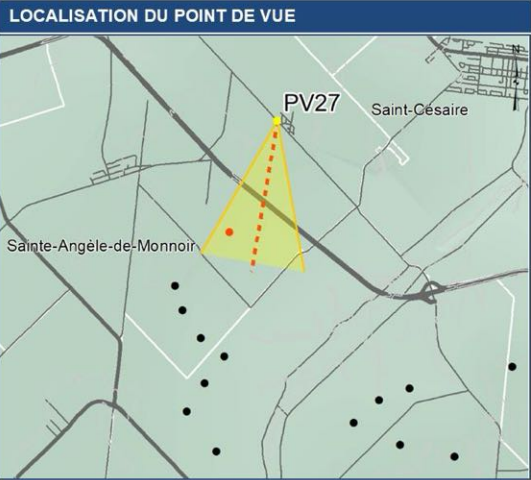 LOCALISATION DU POINT DE VUE
N
PV27
Saint-Césaire
Sainte-Angèle-de-Monnoir